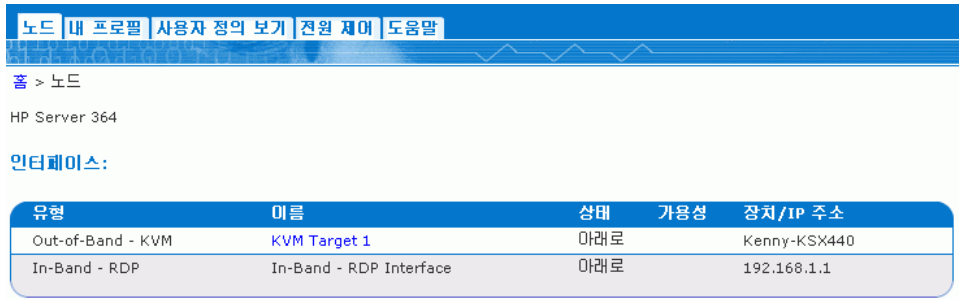 노드 내 프로필 사용자 정의 보기 전원 제어 도움말
홈 > 노드
HP Server 364
인터페이스:
유형 이름 상태 가용성 장치/IP 주소
Out-of-Band - KVM KVM Target 1 아래로 Kenny-KSX440
In-Band - RDP In-Band - RDP Interface 아래로 192.168.1.1